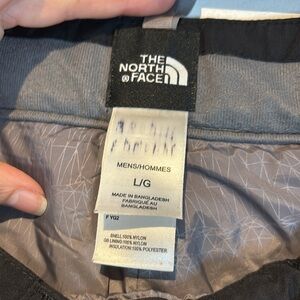 THE
NORTH
FACE
MENS/HOMMES
L/G
MADE IN BANGLADESH
FABRIQUÉ AU
BANGLADESH
F YG2
SHELL:100% NYLON
LINING:100% NYLON
INSULATION:100% POLYESTER